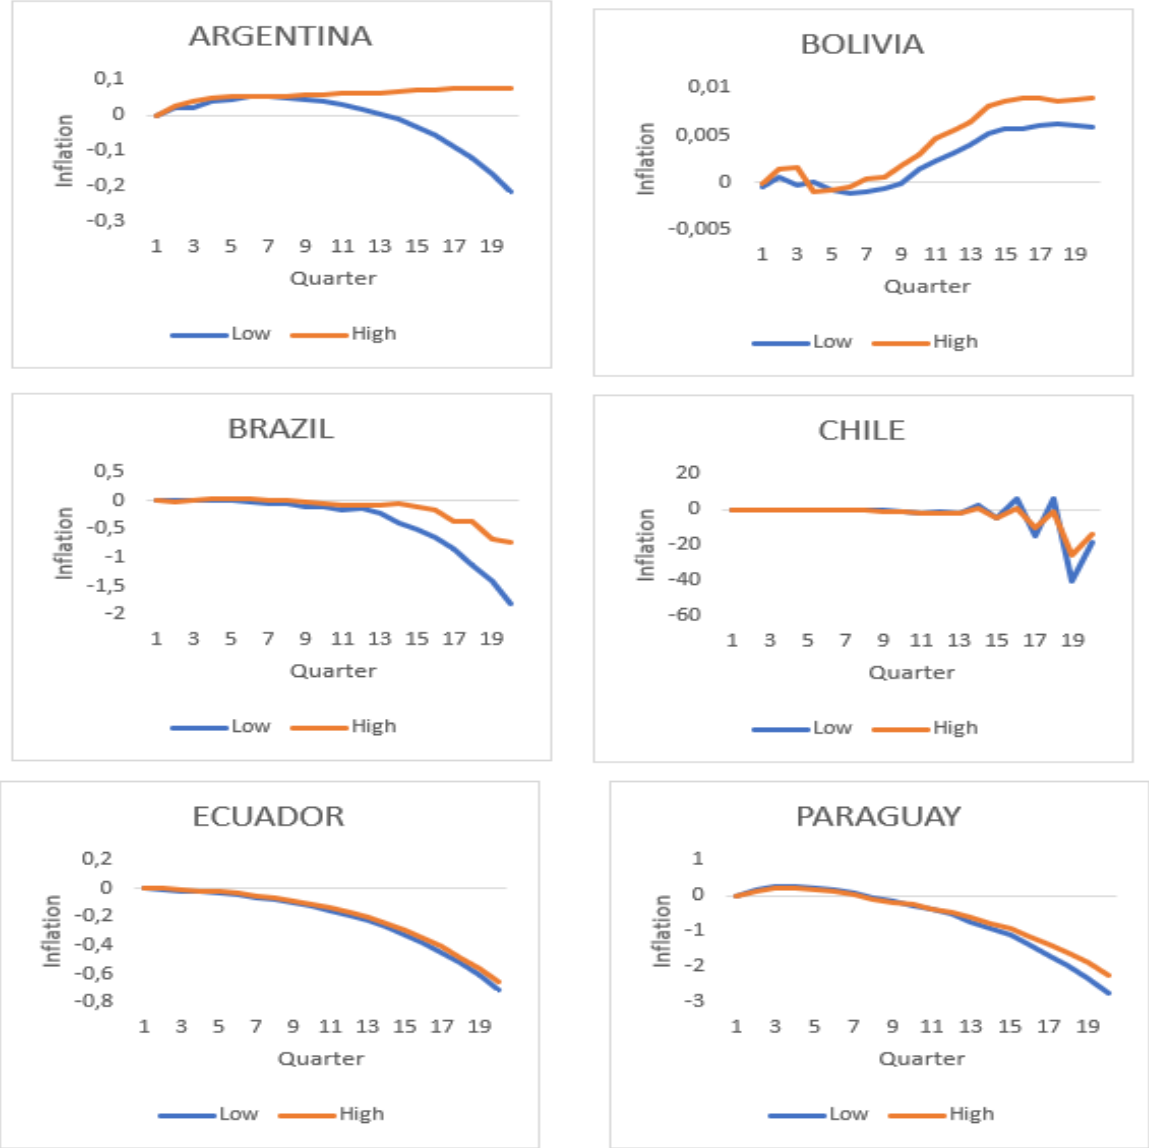 ARGENTINA
Inflation
0,1
0
-0,1
-0,2
-0,3
1 3 5 7 9 11 13 15 17 19
Quarter
Low High
BOLIVIA
Inflation
0,01
0,005
0
-0,005
1 3 5 7 9 11 13 15 17 19
Quarter
Low High
BRAZIL
Inflation
0,5
0
-0,5
-1
-1,5
-2
1 3 5 7 9 11 13 15 17 19
Quarter
Low High
CHILE
Inflation
20
0
-20
-40
-60
1 3 5 7 9 11 13 15 17 19
Quarter
Low High
ECUADOR
Inflation
0,2
0
-0,2
-0,4
-0,6
-0,8
1 3 5 7 9 11 13 15 17 19
Quarter
Low High
PARAGUAY
Inflation
1
0
-1
-2
-3
1 3 5 7 9 11 13 15 17 19
Quarter
Low High